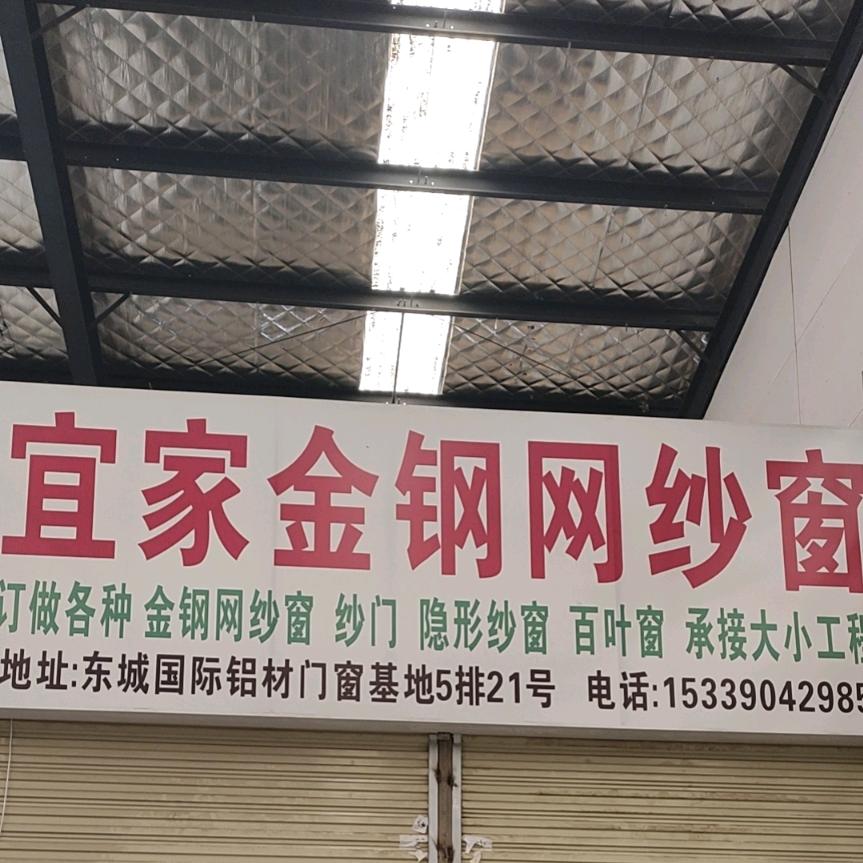 宜家金钢网纱窗
订做各种 金钢网纱窗 纱门 隐形纱窗 百叶窗 承接大小工程
地址:东城国际铝材门窗基地5排21号 电话:15339042985